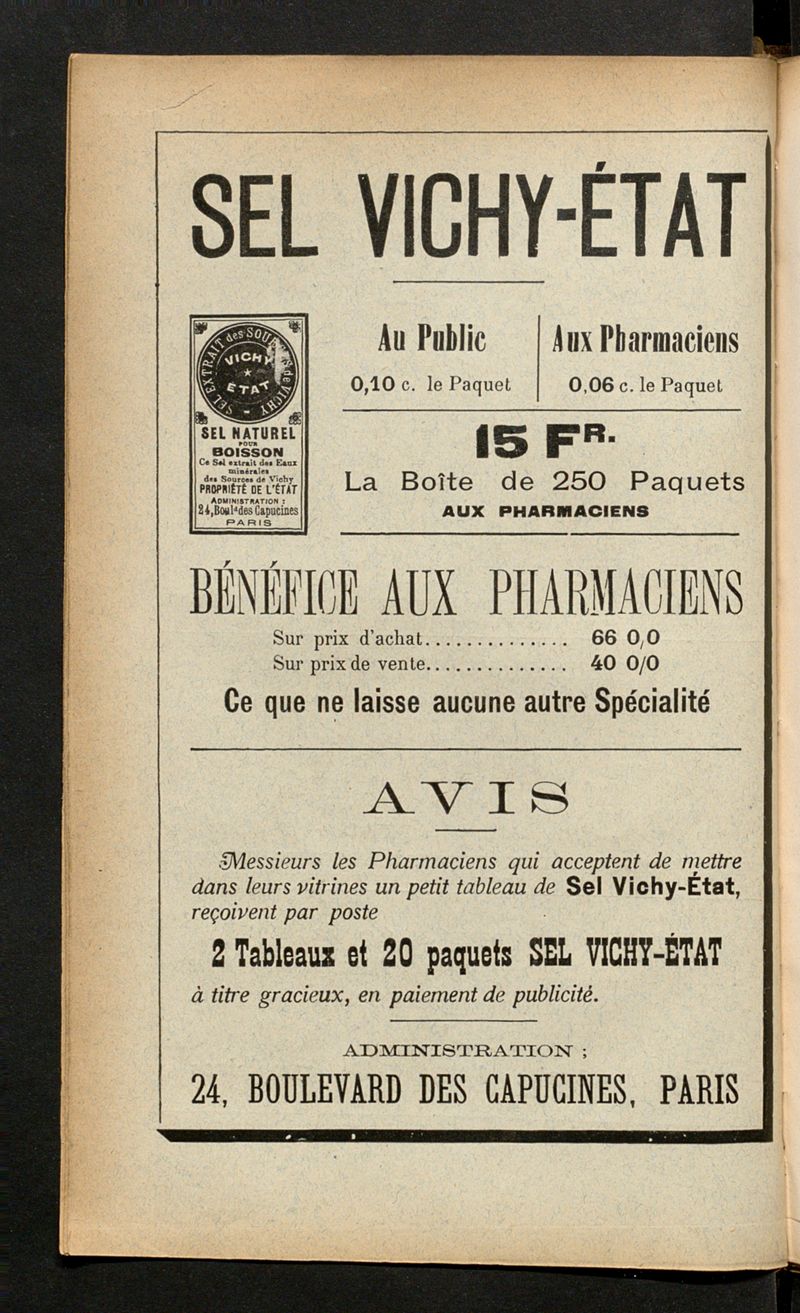 SEL VICHY-ÉTAT
SEL EXTRAIT des SOURCES de VICHY
VICHY
ÉTAT
SEL NATUREL
POUR
BOISSON
Ce Sel extrait des Eaux
minérales
des Sources de Vichy
PROPRIÉTÉ DE L'ÉTAT
ADMINISTRATION :
24, Boulᵈ des Capucines
PARIS
Au Public
0,10 c. le Paquet
Aux Pharmaciens
0,06 c. le Paquet
15 FR.
La Boîte de 250 Paquets
AUX PHARMACIENS
BÉNÉFICE AUX PHARMACIENS
Sur prix d'achat.............. 66 0/0
Sur prix de vente.............. 40 0/0
Ce que ne laisse aucune autre Spécialité
AVIS
Messieurs les Pharmaciens qui acceptent de mettre
dans leurs vitrines un petit tableau de Sel Vichy-État,
reçoivent par poste
2 Tableaux et 20 paquets SEL VICHY-ÉTAT
à titre gracieux, en paiement de publicité.
ADMINISTRATION ;
24, BOULEVARD DES CAPUCINES, PARIS